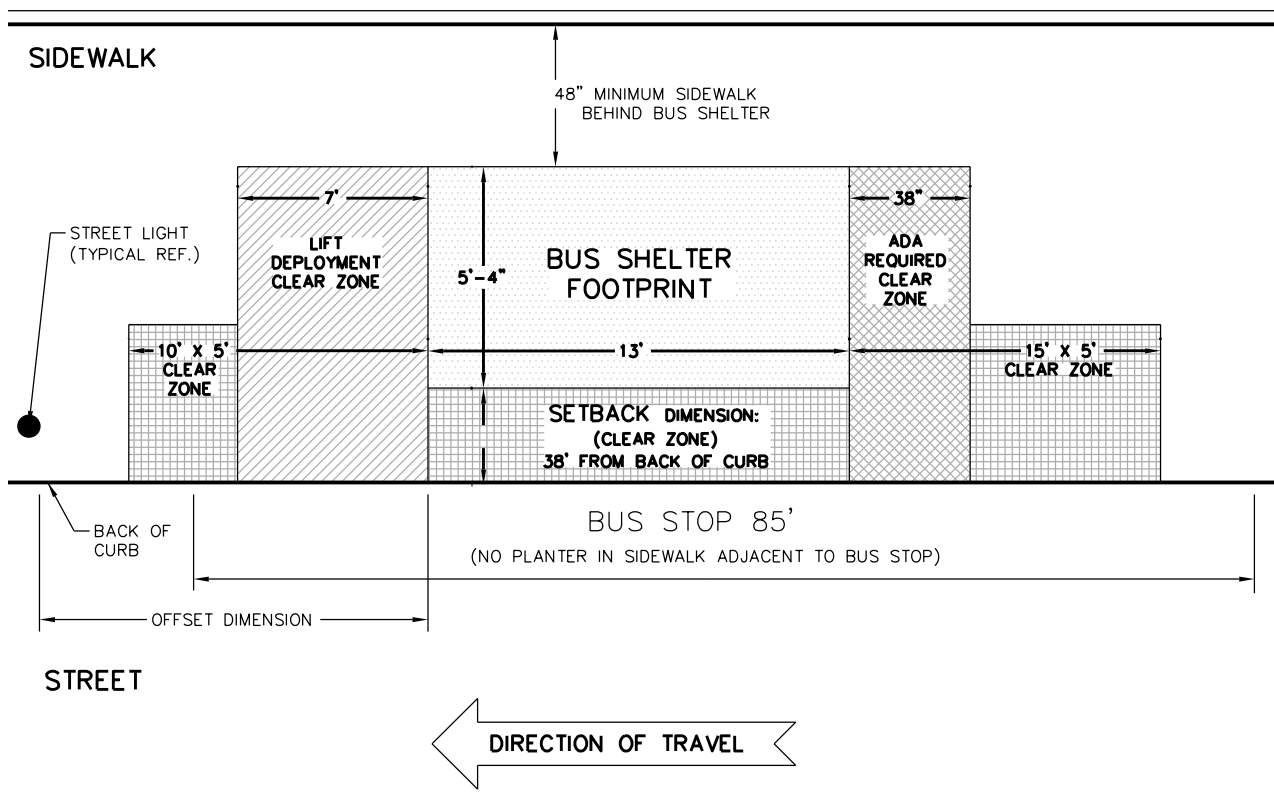 SIDEWALK
48" MINIMUM SIDEWALK
BEHIND BUS SHELTER
7'
38"
STREET LIGHT
(TYPICAL REF.)
LIFT
DEPLOYMENT
CLEAR ZONE
5'-4"
BUS SHELTER
FOOTPRINT
ADA
REQUIRED
CLEAR
ZONE
10' X 5'
CLEAR
ZONE
13'
15' X 5'
CLEAR ZONE
SETBACK DIMENSION:
(CLEAR ZONE)
38' FROM BACK OF CURB
BACK OF
CURB
BUS STOP 85'
(NO PLANTER IN SIDEWALK ADJACENT TO BUS STOP)
OFFSET DIMENSION
STREET
DIRECTION OF TRAVEL